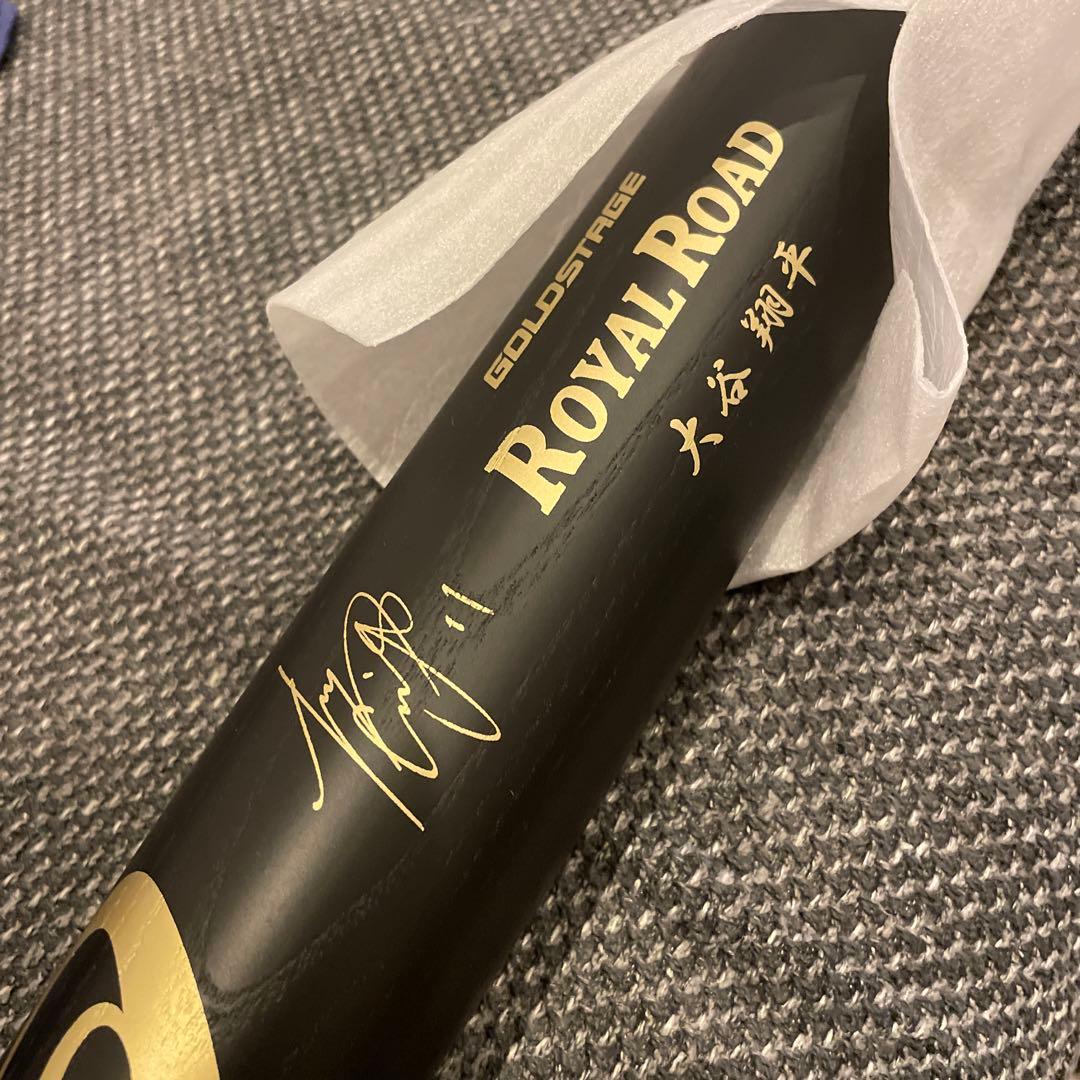 GOLDSTAGE
ROYAL ROAD
大谷翔平
11